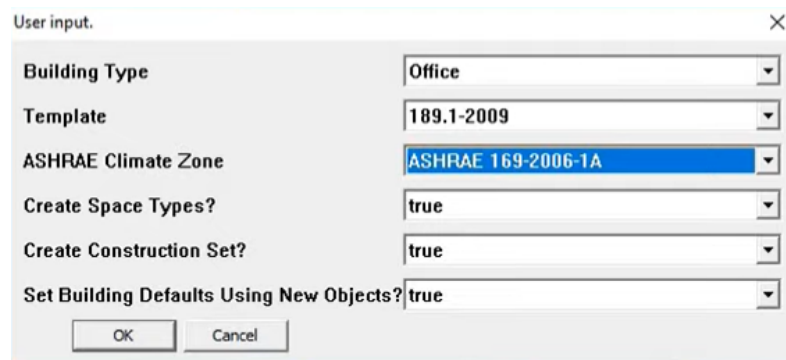 User input.
Building Type Office
Template 189.1-2009
ASHRAE Climate Zone ASHRAE 169-2006-1A
Create Space Types? true
Create Construction Set? true
Set Building Defaults Using New Objects? true
OK Cancel